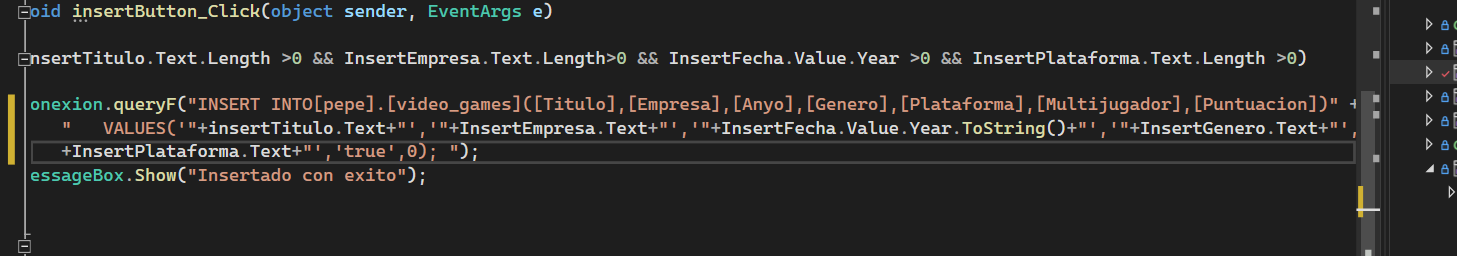 oid insertButton_Click(object sender, EventArgs e)
nsertTitulo.Text.Length >0 && InsertEmpresa.Text.Length>0 && InsertFecha.Value.Year >0 && InsertPlataforma.Text.Length >0)
onexion.queryF("INSERT INTO[pepe].[video_games]([Titulo],[Empresa],[Anyo],[Genero],[Plataforma],[Multijugador],[Puntuacion])" +
"   VALUES('"+insertTitulo.Text+"','"+InsertEmpresa.Text+"','"+InsertFecha.Value.Year.ToString()+"','"+InsertGenero.Text+"',
+InsertPlataforma.Text+"','true',0); ");
essageBox.Show("Insertado con exito");